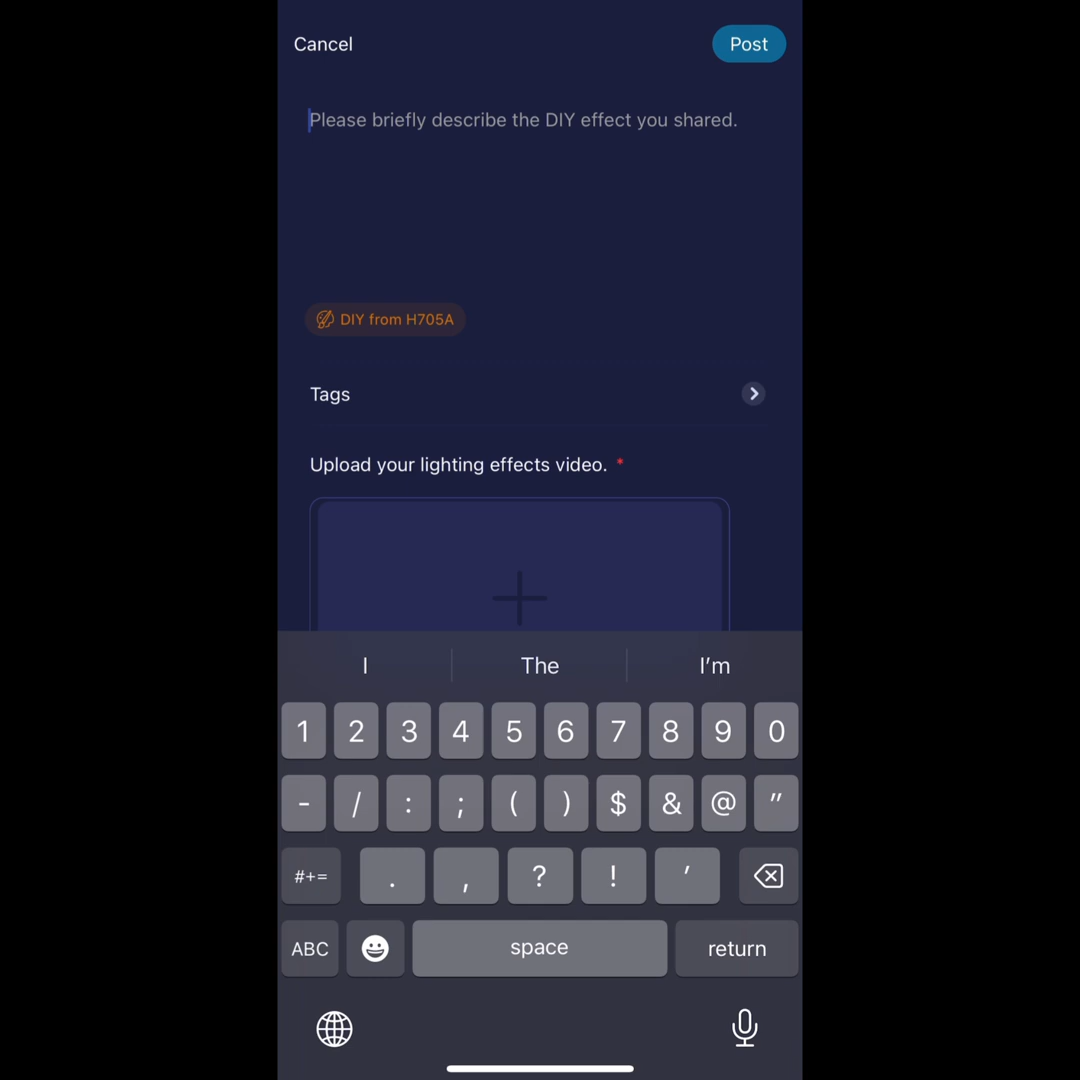 Cancel
Post
Please briefly describe the DIY effect you shared.
DIY from H705A
Tags
Upload your lighting effects video. *
I The I'm
1 2 3 4 5 6 7 8 9 0
- / : ; ( ) $ & @ "
#+= . , ? ! '
ABC space return